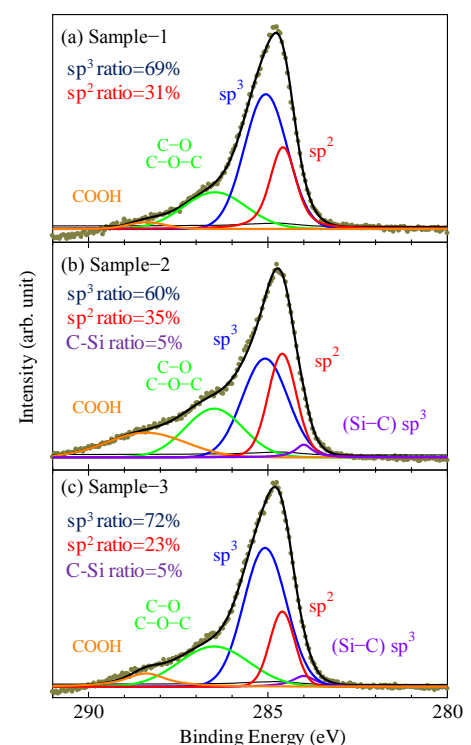 (a) Sample−1
sp³ ratio=69%
sp² ratio=31%
sp³
sp²
C−O
C−O−C
COOH
(b) Sample−2
sp³ ratio=60%
sp² ratio=35%
C-Si ratio=5%
sp³
sp²
C−O
C−O−C
COOH
(Si−C) sp³
(c) Sample−3
sp³ ratio=72%
sp² ratio=23%
C-Si ratio=5%
sp³
sp²
C−O
C−O−C
COOH
(Si−C) sp³
Intensity (arb. unit)
290 288 284 280
Binding Energy (eV)